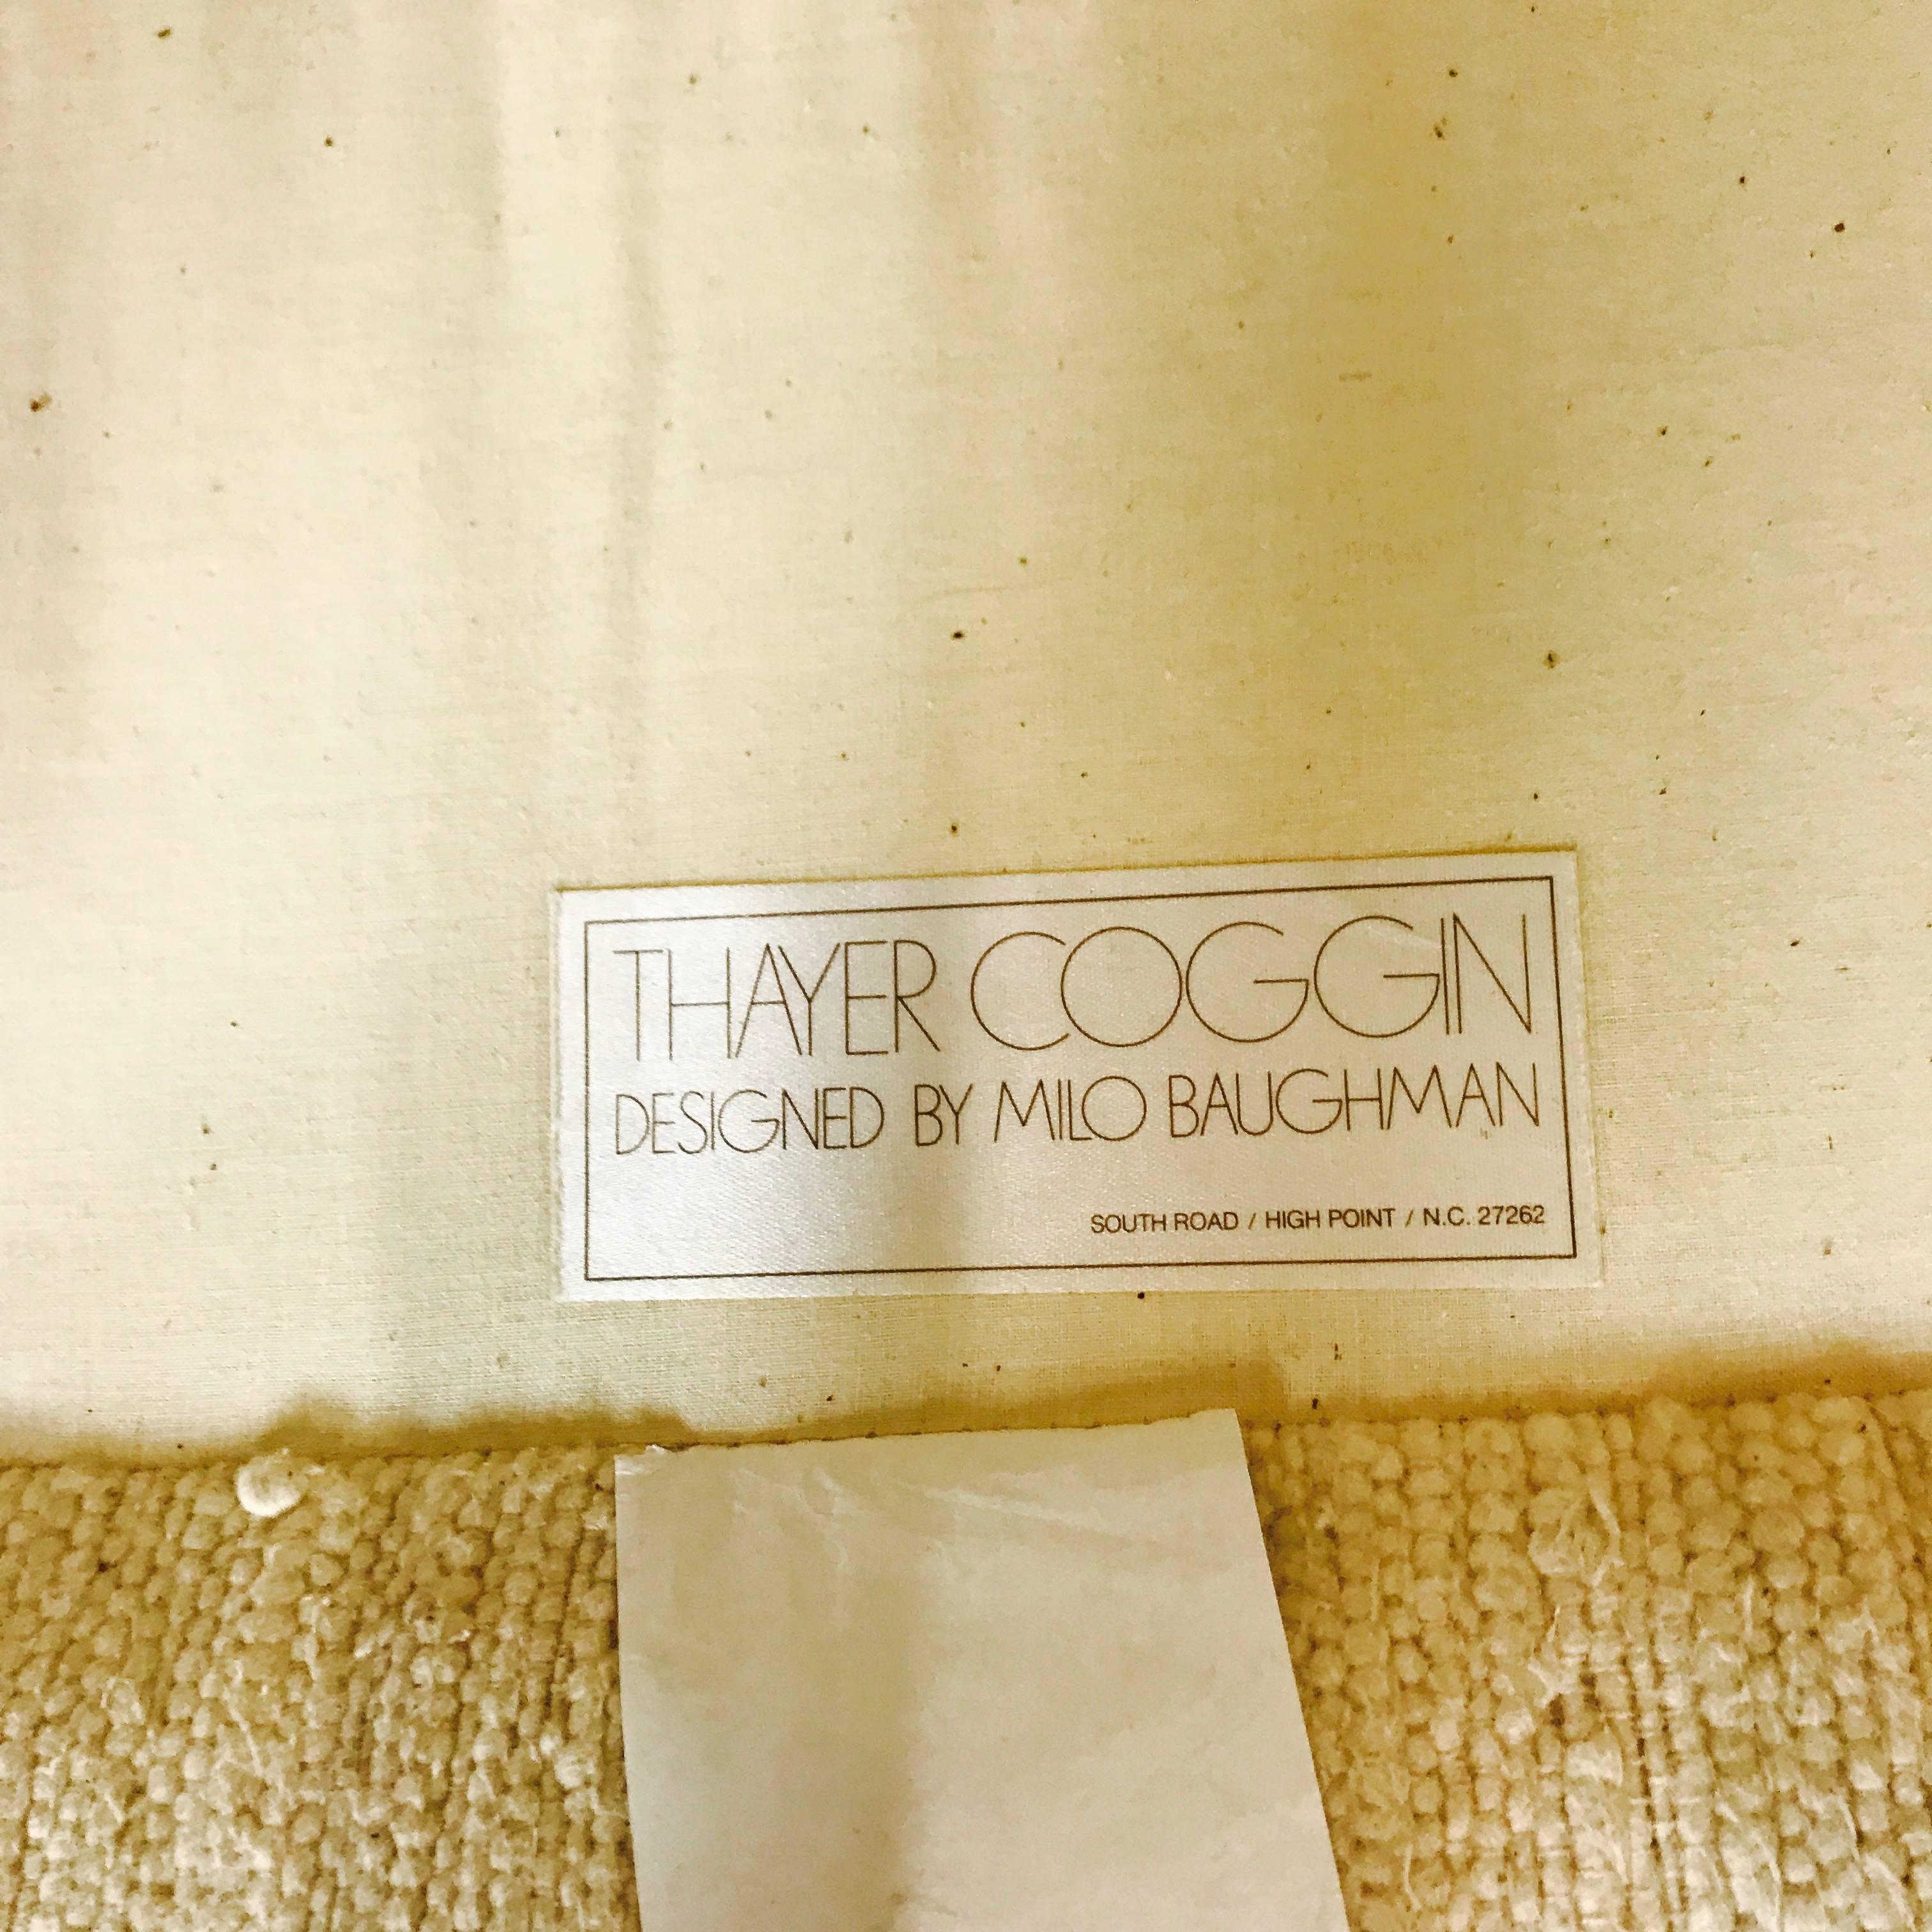 THAYER COGGIN
DESIGNED BY MILO BAUGHMAN
SOUTH ROAD / HIGH POINT / N.C. 27262